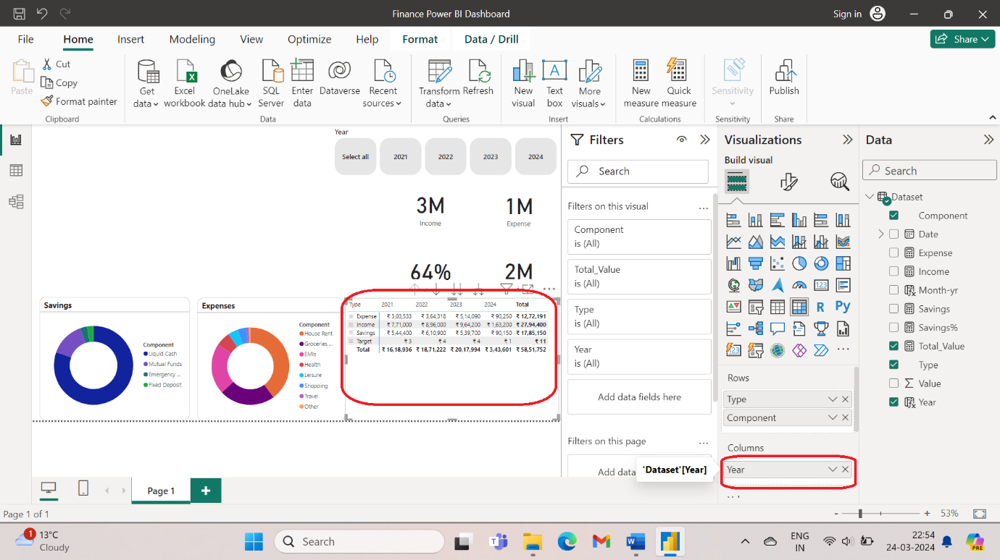 Finance Power BI Dashboard
Sign in
File
Home
Insert
Modeling
View
Optimize
Help
Format
Data / Drill
Share
Paste
Cut
Copy
Format painter
Clipboard
Get data
Excel workbook
OneLake data hub
SQL Server
Enter data
Dataverse
Recent sources
Data
Transform data
Refresh
Queries
New visual
Text box
More visuals
Insert
New measure
Quick measure
Calculations
Sensitivity
Sensitivity
Publish
Share
Year
Select all
2021
2022
2023
2024
3M
Income
1M
Expense
64%
2M
Savings
Component
Liquid Cash
Mutual Funds
Emergency ...
Fixed Deposit
Expenses
Component
House Rent
Groceries ...
EMIs
Health
Leisure
Shopping
Travel
Other
Type 2021 2022 2023 2024 Total
Expense ₹ 3,03,533 ₹ 3,64,318 ₹ 5,14,090 ₹ 90,250 ₹ 12,72,191
Income ₹ 7,71,000 ₹ 8,96,000 ₹ 9,64,200 ₹ 1,63,200 ₹ 27,94,400
Savings ₹ 5,44,400 ₹ 6,10,900 ₹ 5,39,700 ₹ 90,150 ₹ 17,85,150
Target ₹ 3 ₹ 4 ₹ 4 ₹ 1 ₹ 11
Total ₹ 16,18,936 ₹ 18,71,222 ₹ 20,17,994 ₹ 3,43,601 ₹ 58,51,752
Filters
Search
Filters on this visual
Component
is (All)
Total_Value
is (All)
Type
is (All)
Year
is (All)
Add data fields here
Filters on this page
Add data
'Dataset'[Year]
Visualizations
Build visual
R
Py
123
Rows
Type
Component
Columns
Year
Data
Search
Dataset
Component
Date
Expense
Income
Month-yr
Savings
Savings%
Total_Value
Type
Value
Year
Page 1
Page 1 of 1
53%
1
13°C
Cloudy
Search
ENG
IN
22:54
24-03-2024
PRE